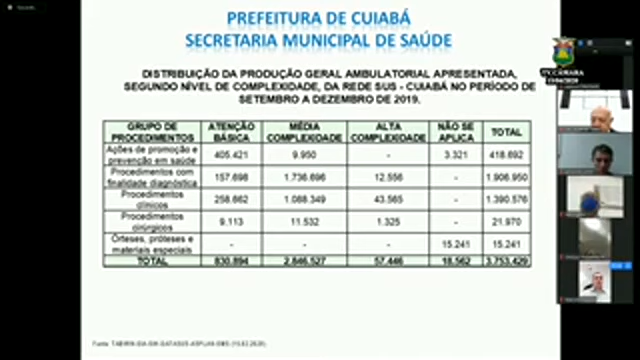 PREFEITURA DE CUIABÁ
SECRETARIA MUNICIPAL DE SAÚDE
DISTRIBUIÇÃO DA PRODUÇÃO GERAL AMBULATORIAL APRESENTADA,
SEGUNDO NÍVEL DE COMPLEXIDADE, DA REDE SUS - CUIABÁ NO PERÍODO DE
SETEMBRO A DEZEMBRO DE 2019.
GRUPO DE PROCEDIMENTOS ATENÇÃO BÁSICA MÉDIA COMPLEXIDADE ALTA COMPLEXIDADE NÃO SE APLICA TOTAL
Ações de promoção e prevenção em saúde 405.421 9.950 - 3.321 418.692
Procedimentos com finalidade diagnóstica 157.698 1.736.696 12.556 - 1.906.950
Procedimentos clínicos 258.662 1.088.349 43.565 - 1.390.576
Procedimentos cirúrgicos 9.113 11.532 1.325 - 21.970
Órteses, próteses e materiais especiais - - - 15.241 15.241
TOTAL 830.894 2.846.527 57.446 18.562 3.753.429
TV CÂMARA